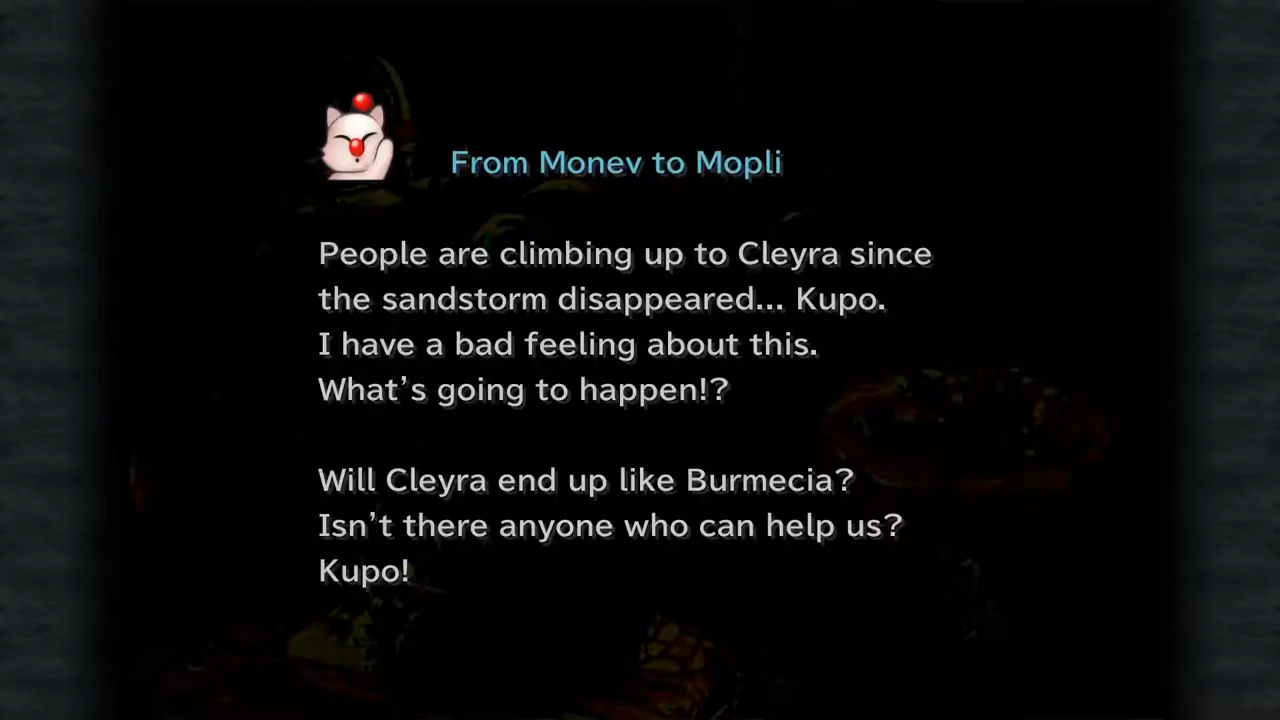 From Monev to Mopli
People are climbing up to Cleyra since
the sandstorm disappeared... Kupo.
I have a bad feeling about this.
What's going to happen!?
Will Cleyra end up like Burmecia?
Isn't there anyone who can help us?
Kupo!